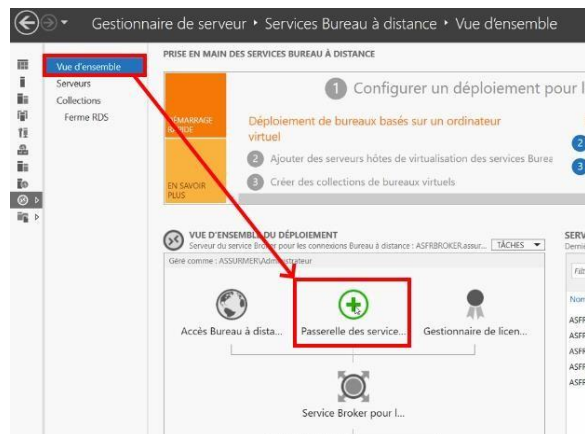 Gestionnaire de serveur ‣ Services Bureau à distance ‣ Vue d'ensemble
Vue d'ensemble
Serveurs
Collections
Ferme RDS
PRISE EN MAIN DES SERVICES BUREAU À DISTANCE
DÉMARRAGE RAPIDE
EN SAVOIR PLUS
1 Configurer un déploiement pour l
Déploiement de bureaux basés sur un ordinateur
virtuel
2 Ajouter des serveurs hôtes de virtualisation des services Burea
3 Créer des collections de bureaux virtuels
2
3
VUE D'ENSEMBLE DU DÉPLOIEMENT
Serveur du service Broker pour les connexions Bureau à distance : ASFRBROKER.assur...
TÂCHES
Géré comme : ASSURMER\Administrateur
Accès Bureau à dista...
Passerelle des service...
Gestionnaire de licen...
Service Broker pour l...
SERV
Derniè
Filt
Nom
ASFR
ASFR
ASFR
ASFR
ASFR